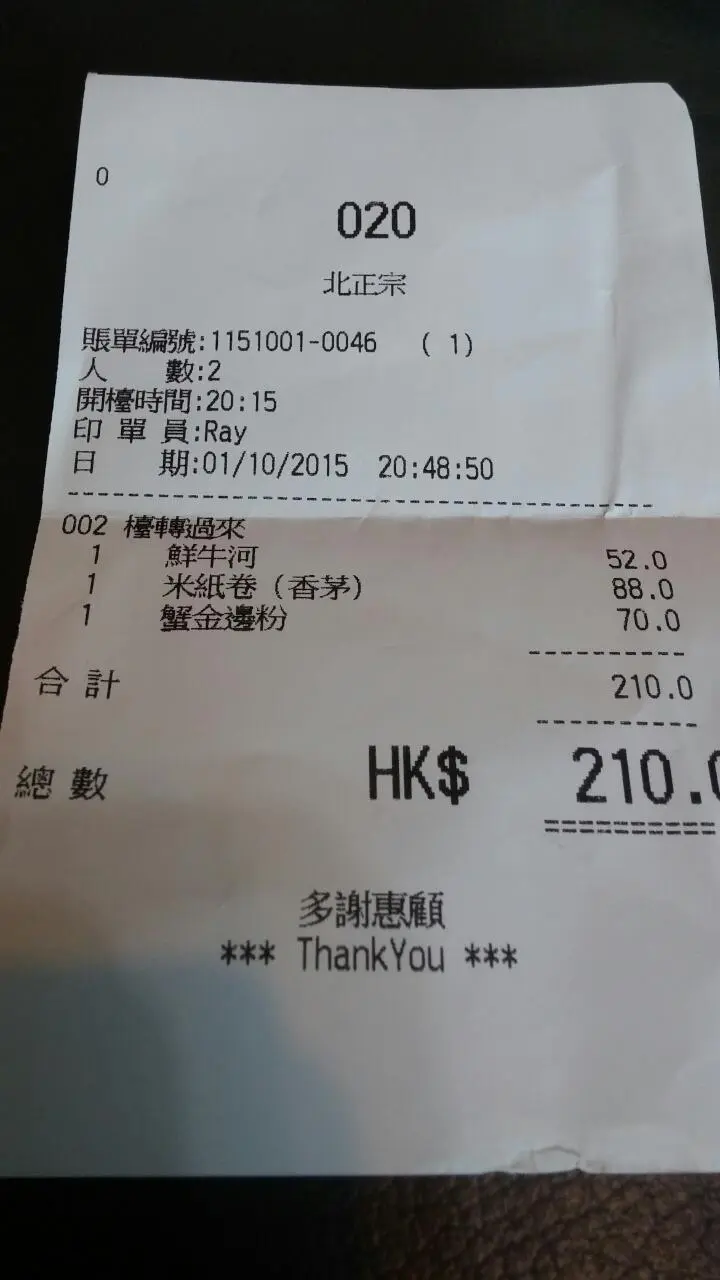 0
020
北正宗
賬單編號:1151001-0046 ( 1)
人 數:2
開檯時間:20:15
印 單 員:Ray
日 期:01/10/2015 20:48:50
002 檯轉過來
1 鮮牛河 52.0
1 米紙卷（香茅） 88.0
1 蟹金邊粉 70.0
合 計 210.0
總 數 HK$ 210.0
多謝惠顧
*** ThankYou ***